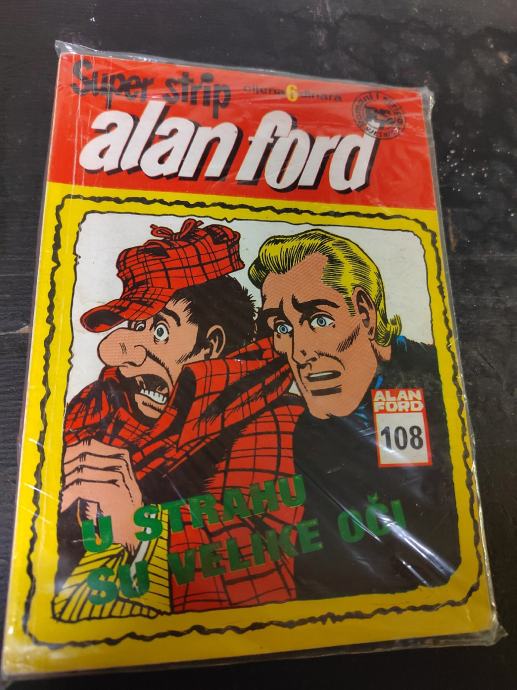 Super strip
cijena 6 dinara
alan ford
ALAN
FORD
108
U STRAHU
SU VELIKE OČI